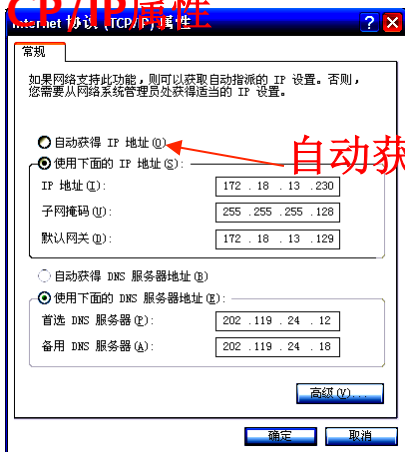 CP/IP属性
Internet 协议 (TCP/IP) 属性
常规
如果网络支持此功能，则可以获取自动指派的 IP 设置。否则，
您需要从网络系统管理员处获得适当的 IP 设置。
自动获得 IP 地址(O)
自动获
使用下面的 IP 地址(S):
IP 地址(I): 172 . 18 . 13 . 230
子网掩码(U): 255 . 255 . 255 . 128
默认网关(D): 172 . 18 . 13 . 129
自动获得 DNS 服务器地址(B)
使用下面的 DNS 服务器地址(E):
首选 DNS 服务器(P): 202 . 119 . 24 . 12
备用 DNS 服务器(A): 202 . 119 . 24 . 18
高级(V)...
确定 取消